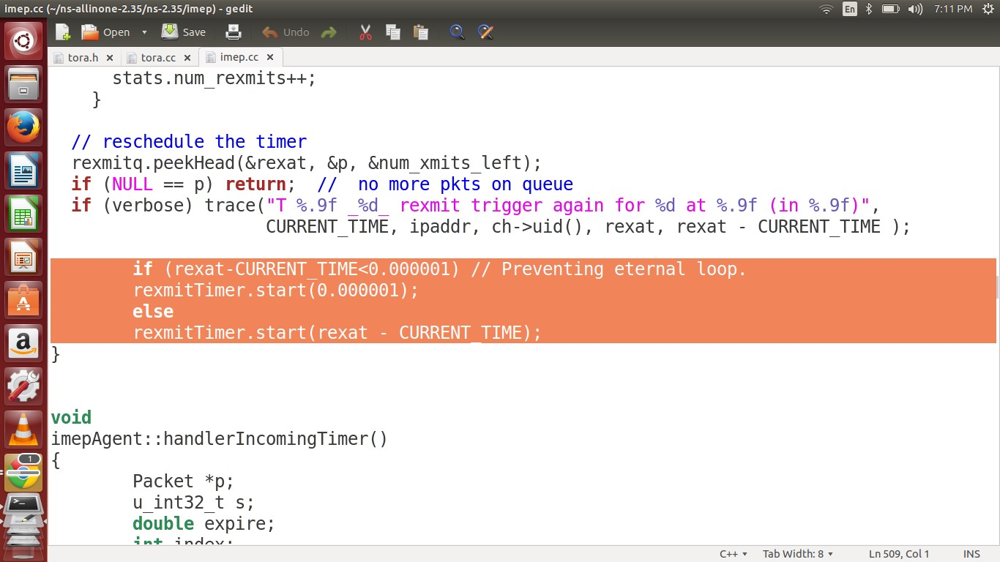 imep.cc (~/ns-allinone-2.35/ns-2.35/imep) - gedit
En
7:11 PM
Open
Save
Undo
tora.h
tora.cc
imep.cc
      stats.num_rexmits++;
    }
  // reschedule the timer
  rexmitq.peekHead(&rexat, &p, &num_xmits_left);
  if (NULL == p) return;  //  no more pkts on queue
  if (verbose) trace("T %.9f _%d_ rexmit trigger again for %d at %.9f (in %.9f)",
                     CURRENT_TIME, ipaddr, ch->uid(), rexat, rexat - CURRENT_TIME );
        if (rexat-CURRENT_TIME<0.000001) // Preventing eternal loop.
        rexmitTimer.start(0.000001);
        else
        rexmitTimer.start(rexat - CURRENT_TIME);
}
void
imepAgent::handlerIncomingTimer()
{
        Packet *p;
        u_int32_t s;
        double expire;
        int index;
a
1
>_
C++
Tab Width: 8
Ln 509, Col 1
INS